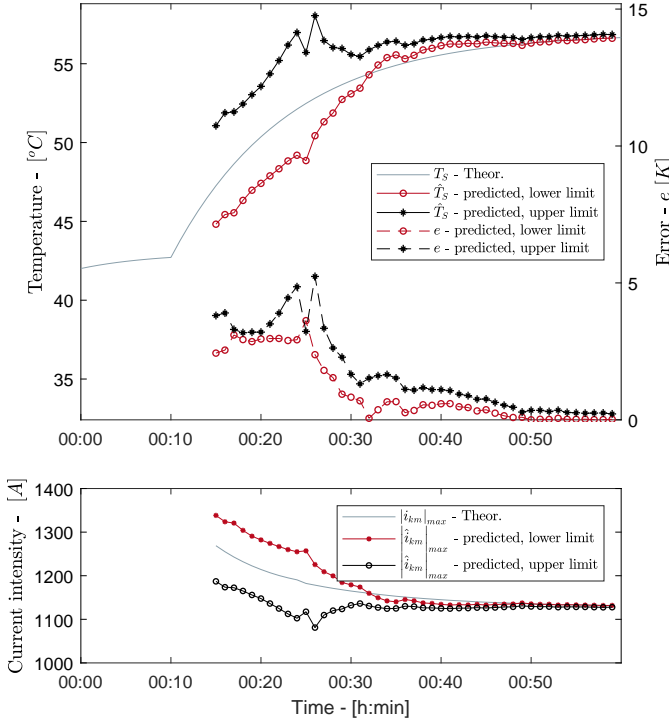 15
55
50
10
45
5
40
35
0
00:00 00:10 00:20 00:30 00:40 00:50
Temperature - [°C]
Error - e [K]
T_S - Theor.
T̂_S - predicted, lower limit
T̂_S - predicted, upper limit
e - predicted, lower limit
e - predicted, upper limit
1400
1300
1200
1100
1000
Current intensity - [A]
|i_km|_max - Theor.
|î_km|_max - predicted, lower limit
|î_km|_max - predicted, upper limit
00:00 00:10 00:20 00:30 00:40 00:50
Time - [h:min]